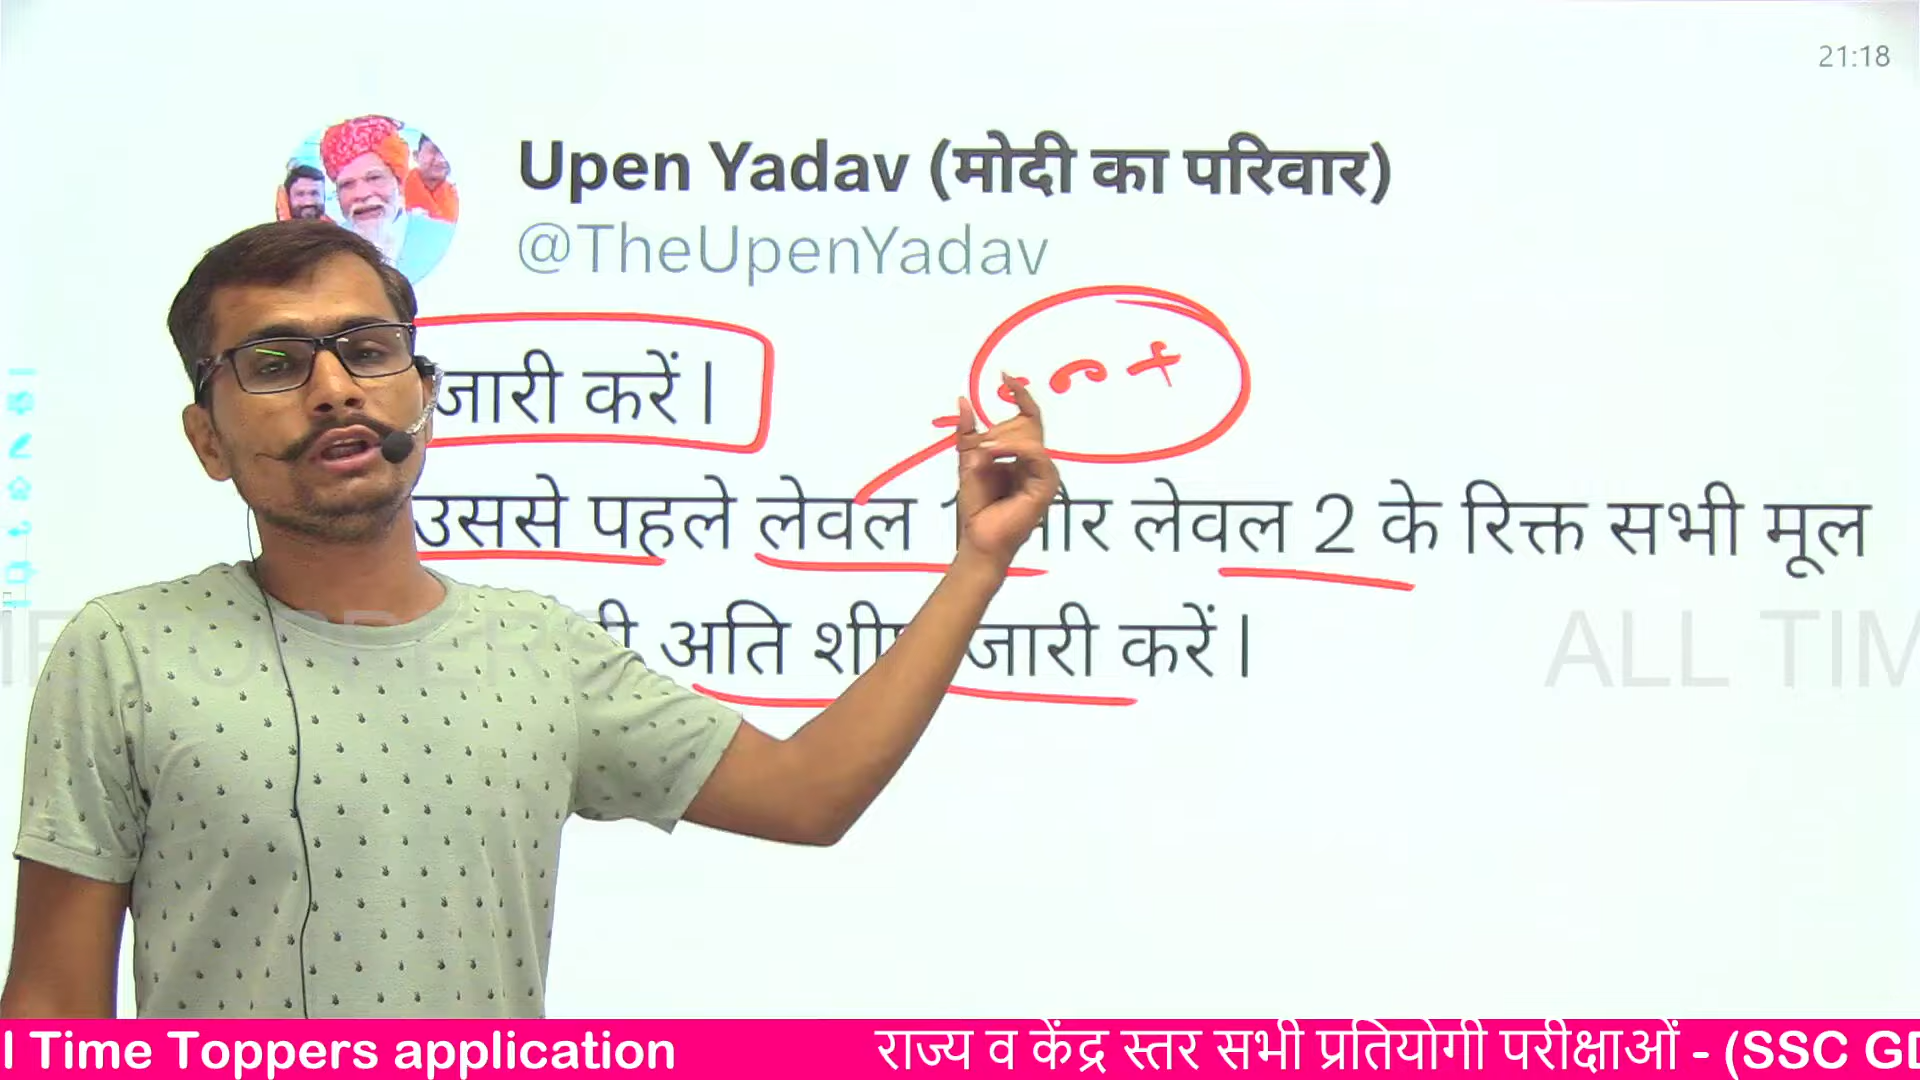 21:18
Upen Yadav (मोदी का परिवार)
@TheUpenYadav
जारी करें।
उससे पहले लेवल और लेवल 2 के रिक्त सभी मूल
अति शीघ्र जारी करें।
ALL TIM
l Time Toppers application
राज्य व केंद्र स्तर सभी प्रतियोगी परीक्षाओं - (SSC GD